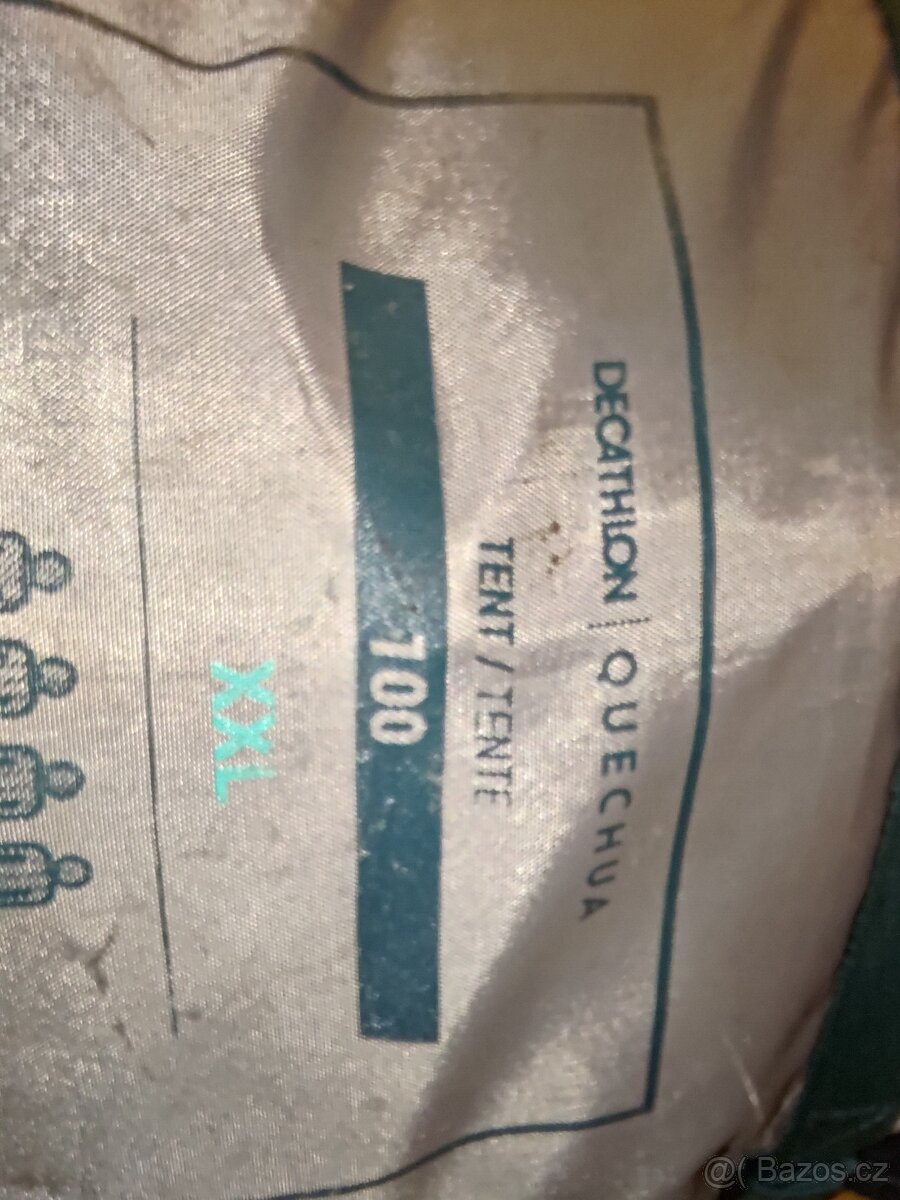 DECATHLON | QUECHUA
TENT / TENTE
100
XXL
@( Bazos.cz